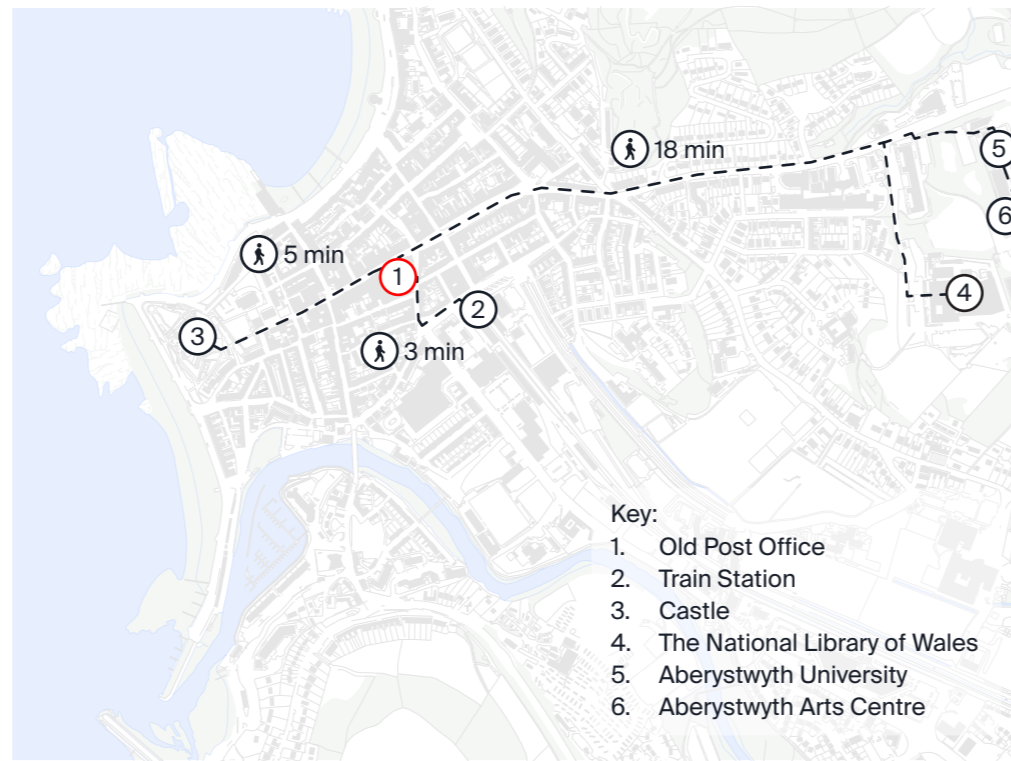 18 min
5
6
5 min
1
4
2
3
3 min
Key:
1. Old Post Office
2. Train Station
3. Castle
4. The National Library of Wales
5. Aberystwyth University
6. Aberystwyth Arts Centre